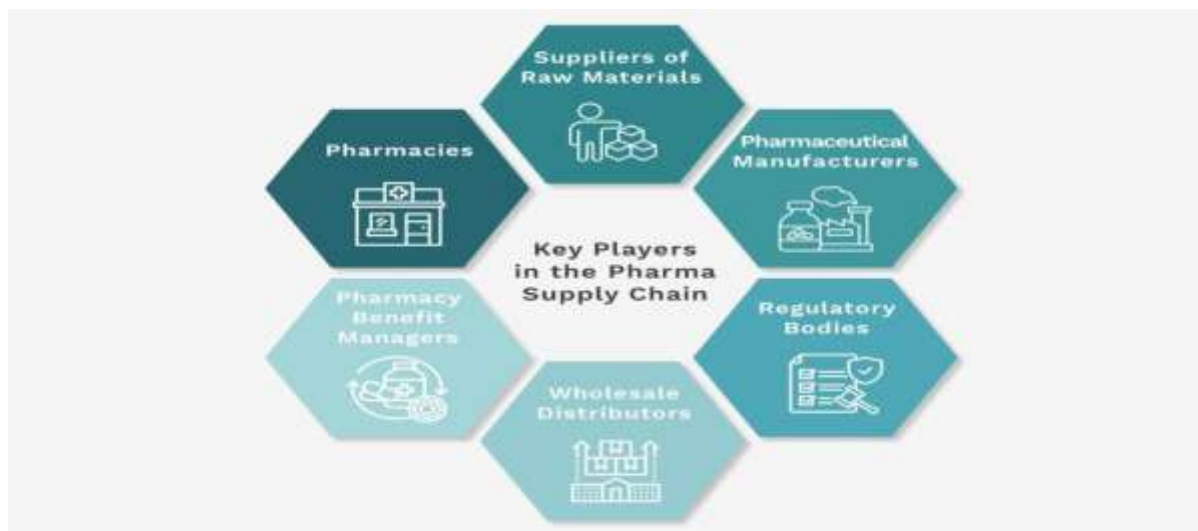 Suppliers of
Raw Materials
Pharmaceutical
Manufacturers
Regulatory
Bodies
Wholesale
Distributors
Pharmacy
Benefit
Managers
Pharmacies
Key Players
in the Pharma
Supply Chain